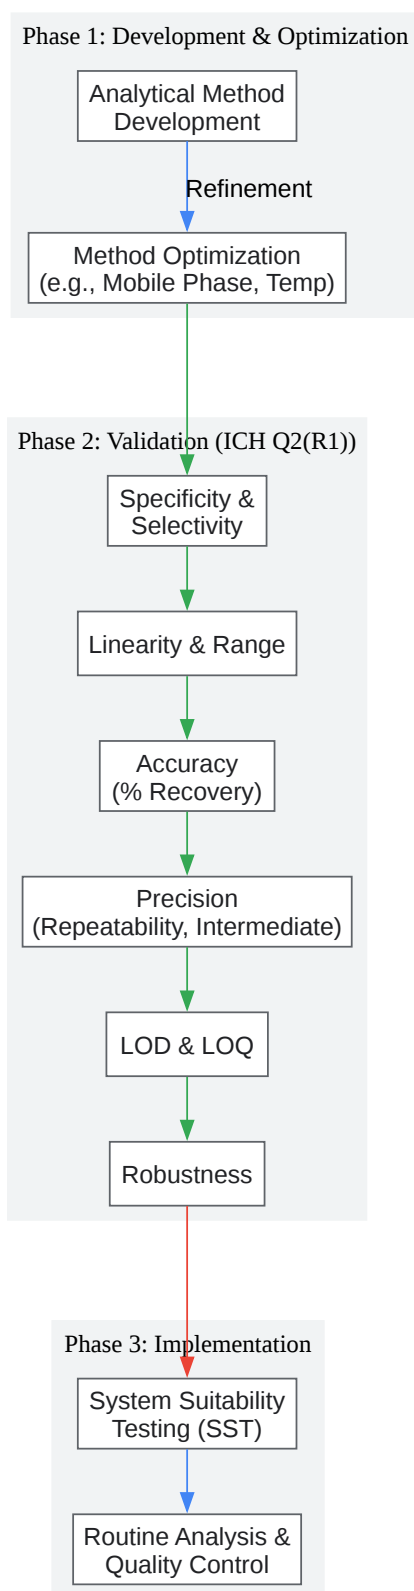 Phase 1: Development & Optimization
Analytical Method
Development
Refinement
Method Optimization
(e.g., Mobile Phase, Temp)
Phase 2: Validation (ICH Q2(R1))
Specificity &
Selectivity
Linearity & Range
Accuracy
(% Recovery)
Precision
(Repeatability, Intermediate)
LOD & LOQ
Robustness
Phase 3: Implementation
System Suitability
Testing (SST)
Routine Analysis &
Quality Control